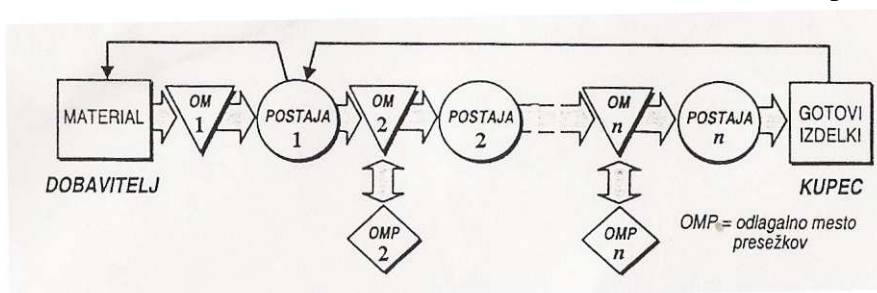 MATERIAL
OM
1
POSTAJA
1
OM
2
POSTAJA
2
OM
n
POSTAJA
n
GOTOVI
IZDELKI
DOBAVITELJ
KUPEC
OMP
2
OMP
n
OMP = odlagalno mesto
presežkov